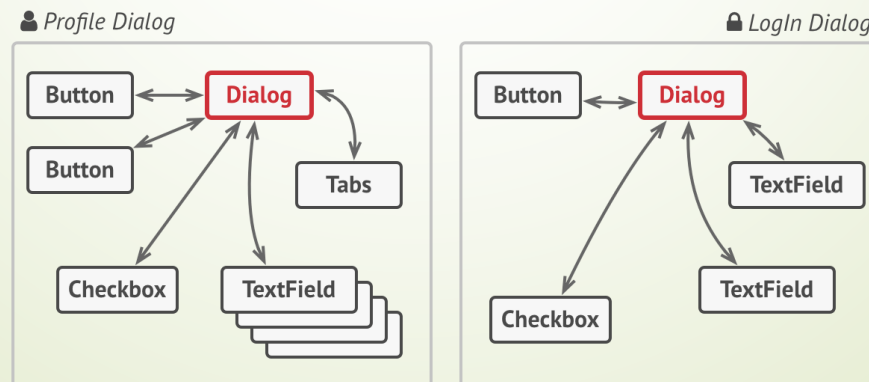 Profile Dialog
Button
Dialog
Button
Tabs
Checkbox
TextField
LogIn Dialog
Button
Dialog
TextField
TextField
Checkbox